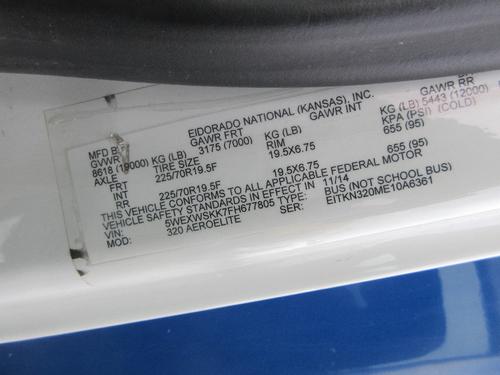 MFD BY EIDORADO NATIONAL (KANSAS), INC.
GVWR GAWR FRT GAWR INT GAWR RR
8618 (19000) KG (LB) 3175 (7000) KG (LB) KG (LB) 5443 (12000)
AXLE TIRE SIZE RIM KPA (PSI) (COLD)
FRT 225/70R19.5F 19.5X6.75 655 (95)
INT
RR 225/70R19.5F 19.5X6.75 655 (95)
THIS VEHICLE CONFORMS TO ALL APPLICABLE FEDERAL MOTOR
VEHICLE SAFETY STANDARDS IN EFFECT IN 11/14
VIN: 5WEXWSKK7FH677805 TYPE: BUS (NOT SCHOOL BUS)
MOD: 320 AEROELITE SER: EITKN320ME10A6361